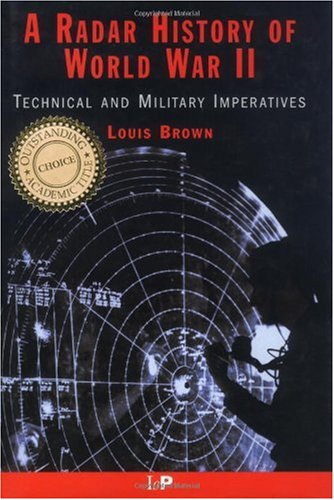 A RADAR HISTORY OF
WORLD WAR II
TECHNICAL AND MILITARY IMPERATIVES
LOUIS BROWN
OUTSTANDING
CHOICE
ACADEMIC TITLE
IoP